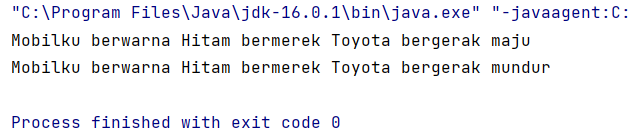 "C:\Program Files\Java\jdk-16.0.1\bin\java.exe" "-javaagent:C:
Mobilku berwarna Hitam bermerek Toyota bergerak maju
Mobilku berwarna Hitam bermerek Toyota bergerak mundur
Process finished with exit code 0